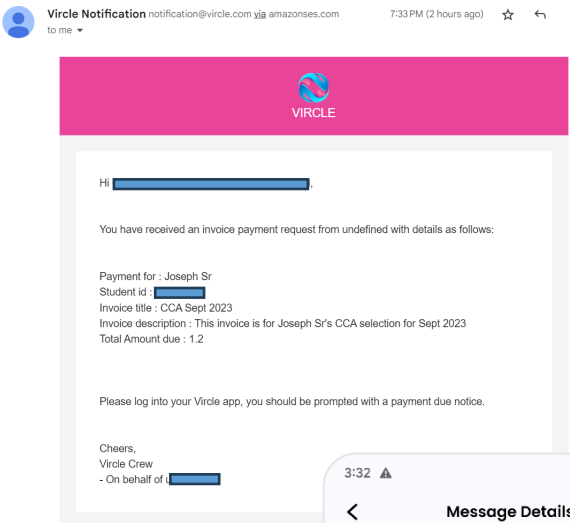 Vircle Notification notification@vircle.com via amazonses.com 7:33 PM (2 hours ago)
to me
VIRCLE
Hi ,
You have received an invoice payment request from undefined with details as follows:
Payment for : Joseph Sr
Student id :
Invoice title : CCA Sept 2023
Invoice description : This invoice is for Joseph Sr's CCA selection for Sept 2023
Total Amount due : 1.2
Please log into your Vircle app, you should be prompted with a payment due notice.
Cheers,
Vircle Crew
- On behalf of
3:32
Message Details